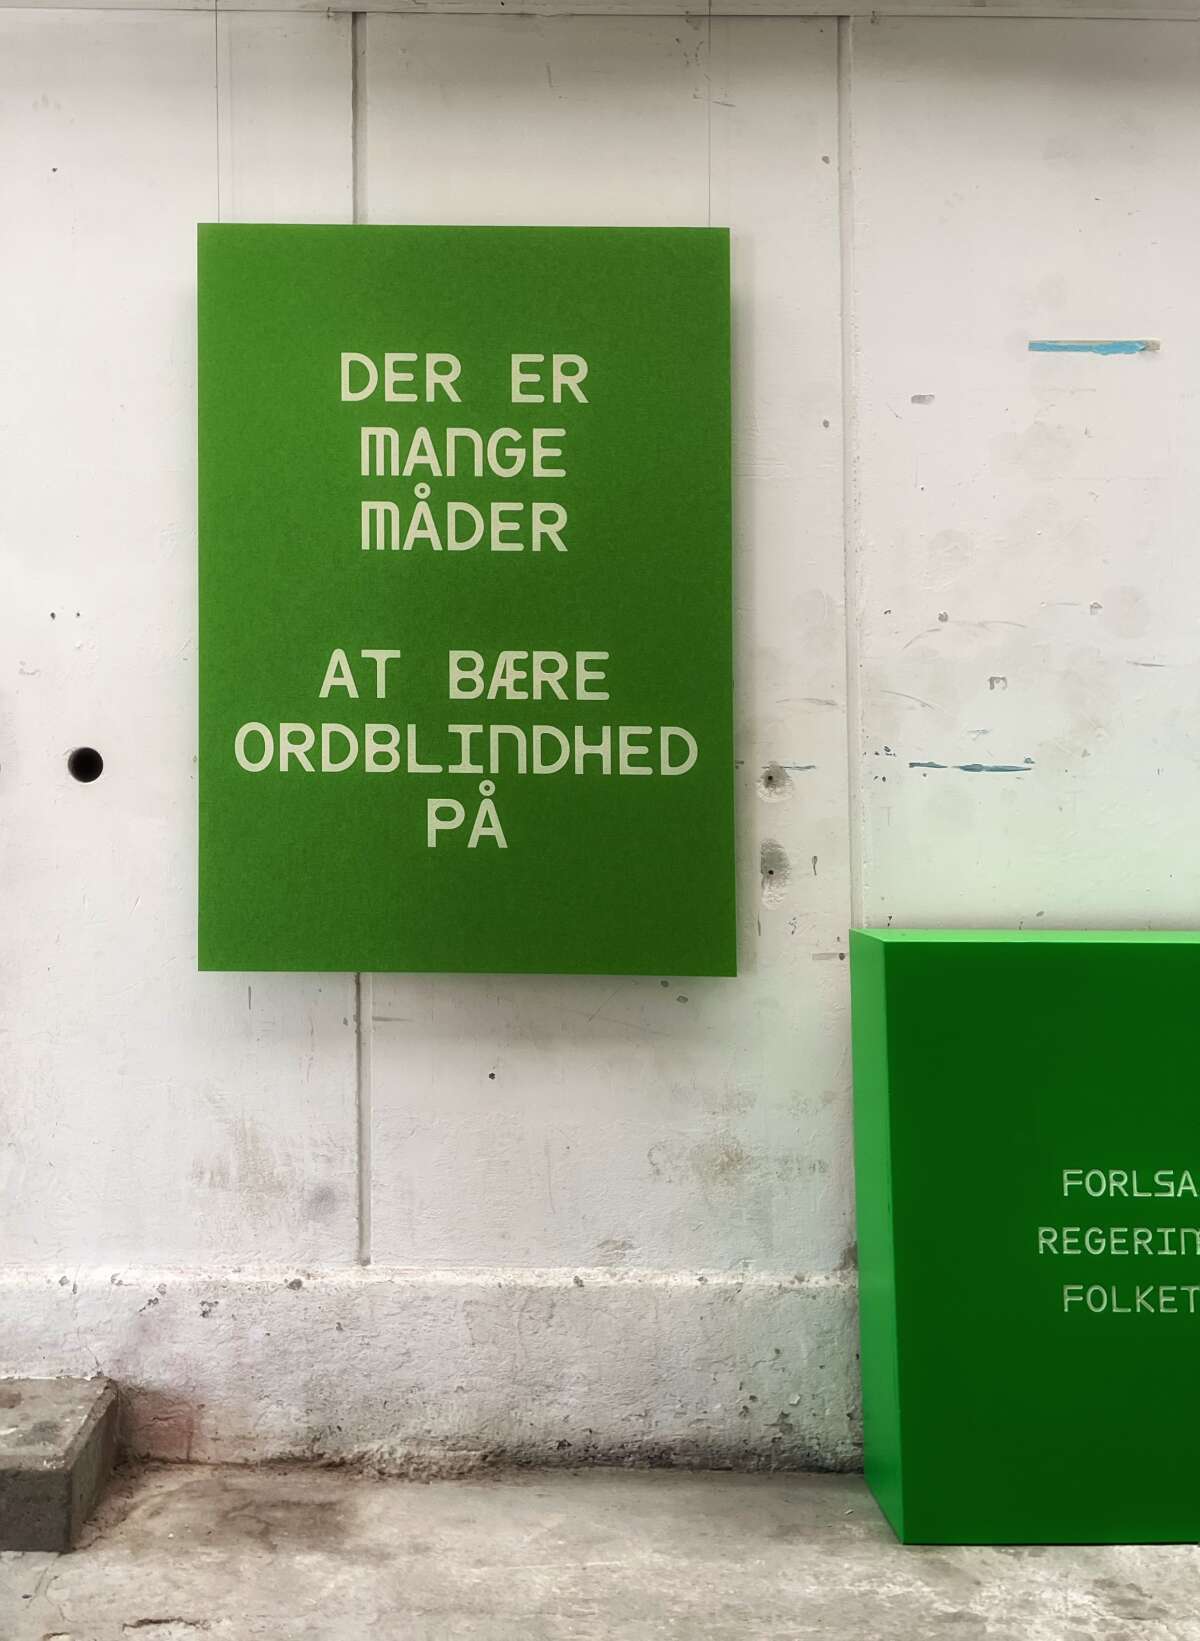 DER ER
MANGE
MÅDER
AT BÆRE
ORDBLINDHED
PÅ
FORLSA
REGERIN
FOLKET